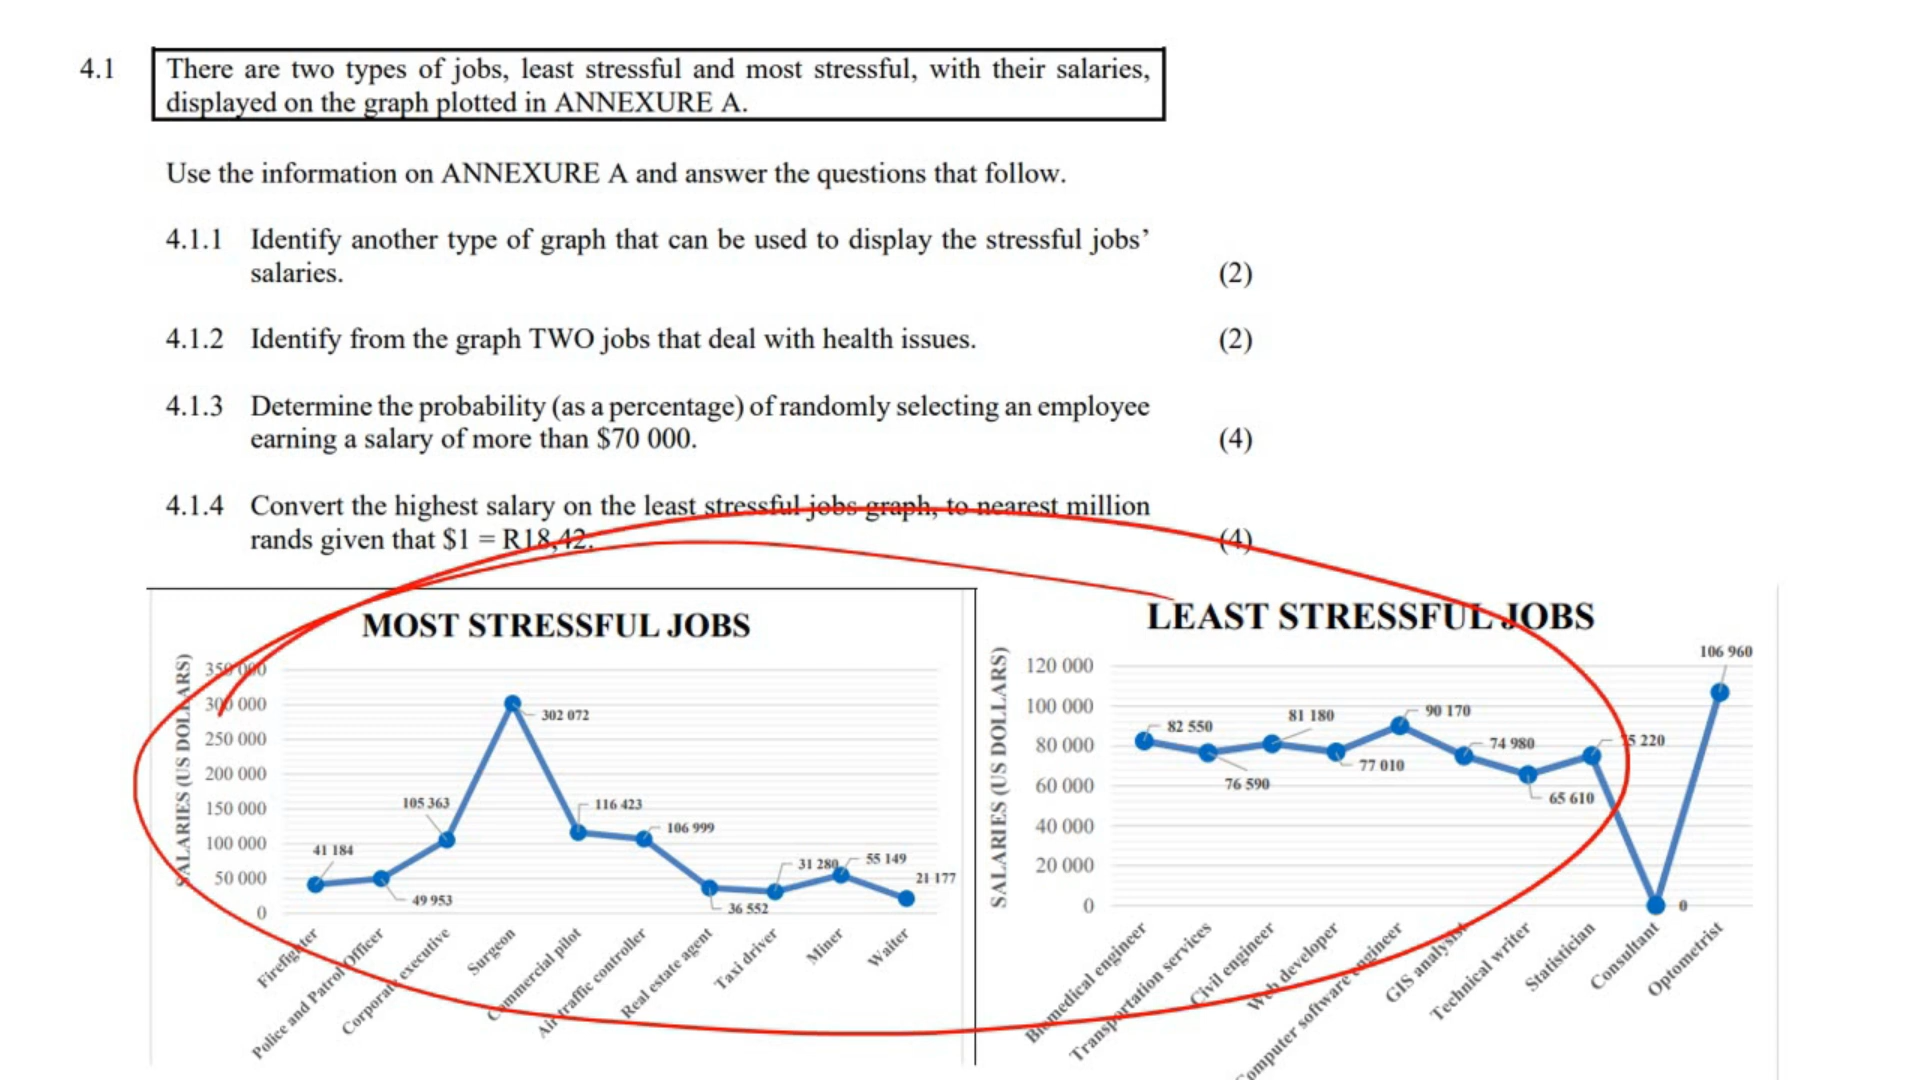 4.1 There are two types of jobs, least stressful and most stressful, with their salaries,
displayed on the graph plotted in ANNEXURE A.
Use the information on ANNEXURE A and answer the questions that follow.
4.1.1 Identify another type of graph that can be used to display the stressful jobs’
salaries. (2)
4.1.2 Identify from the graph TWO jobs that deal with health issues. (2)
4.1.3 Determine the probability (as a percentage) of randomly selecting an employee
earning a salary of more than $70 000. (4)
4.1.4 Convert the highest salary on the least stressful jobs graph, to nearest million
rands given that $1 = R18,42. (4)
MOST STRESSFUL JOBS
SALARIES (US DOLLARS)
350 000
300 000
250 000
200 000
150 000
100 000
50 000
0
41 184
49 953
105 363
302 072
116 423
106 999
36 552
31 280
55 149
21 177
Firefighter
Police and Patrol Officer
Corporate executive
Surgeon
Commercial pilot
Air traffic controller
Real estate agent
Taxi driver
Miner
Waiter
LEAST STRESSFUL JOBS
SALARIES (US DOLLARS)
120 000
100 000
80 000
60 000
40 000
20 000
0
82 550
76 590
81 180
77 010
90 170
74 980
65 610
75 220
0
106 960
Biomedical engineer
Transportation services
Civil engineer
Web developer
omputer software engineer
GIS analysist
Technical writer
Statistician
Consultant
Optometrist